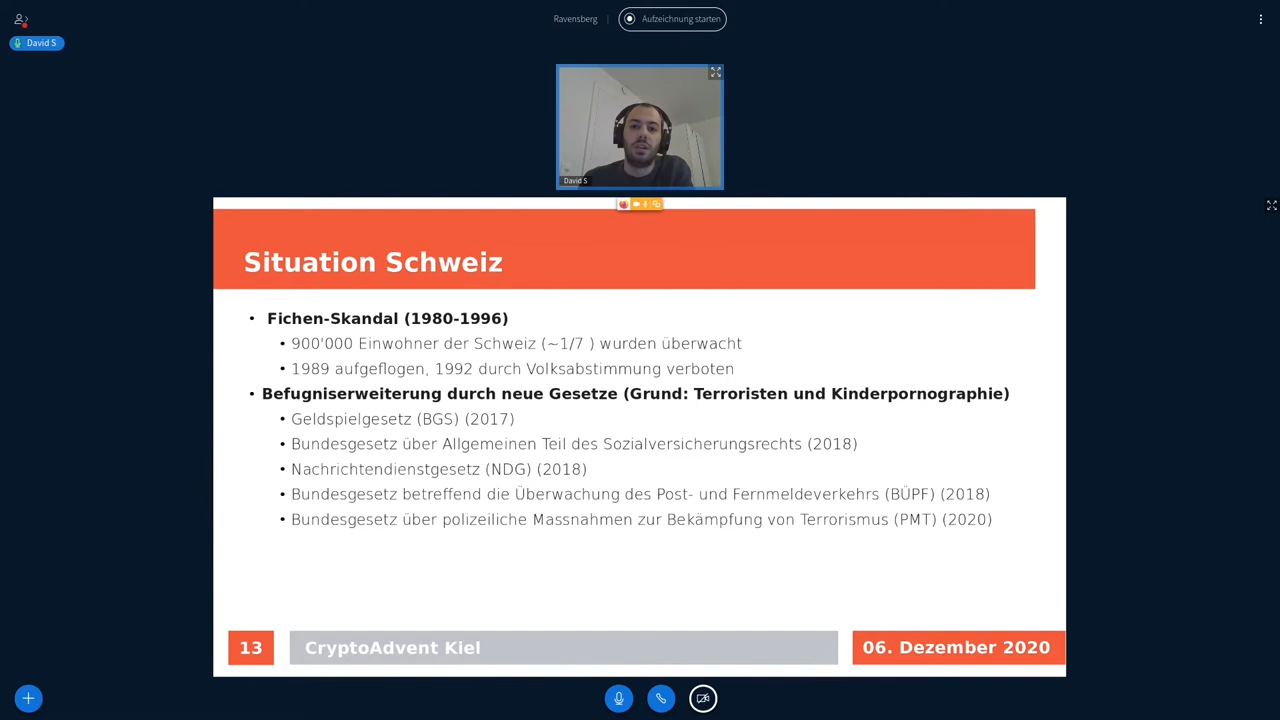 Ravensberg
Aufzeichnung starten
David S
David S
Situation Schweiz
• Fichen-Skandal (1980-1996)
• 900'000 Einwohner der Schweiz (~1/7 ) wurden überwacht
• 1989 aufgeflogen, 1992 durch Volksabstimmung verboten
• Befugniserweiterung durch neue Gesetze (Grund: Terroristen und Kinderpornographie)
• Geldspielgesetz (BGS) (2017)
• Bundesgesetz über Allgemeinen Teil des Sozialversicherungsrechts (2018)
• Nachrichtendienstgesetz (NDG) (2018)
• Bundesgesetz betreffend die Überwachung des Post- und Fernmeldeverkehrs (BÜPF) (2018)
• Bundesgesetz über polizeiliche Massnahmen zur Bekämpfung von Terrorismus (PMT) (2020)
13
CryptoAdvent Kiel
06. Dezember 2020